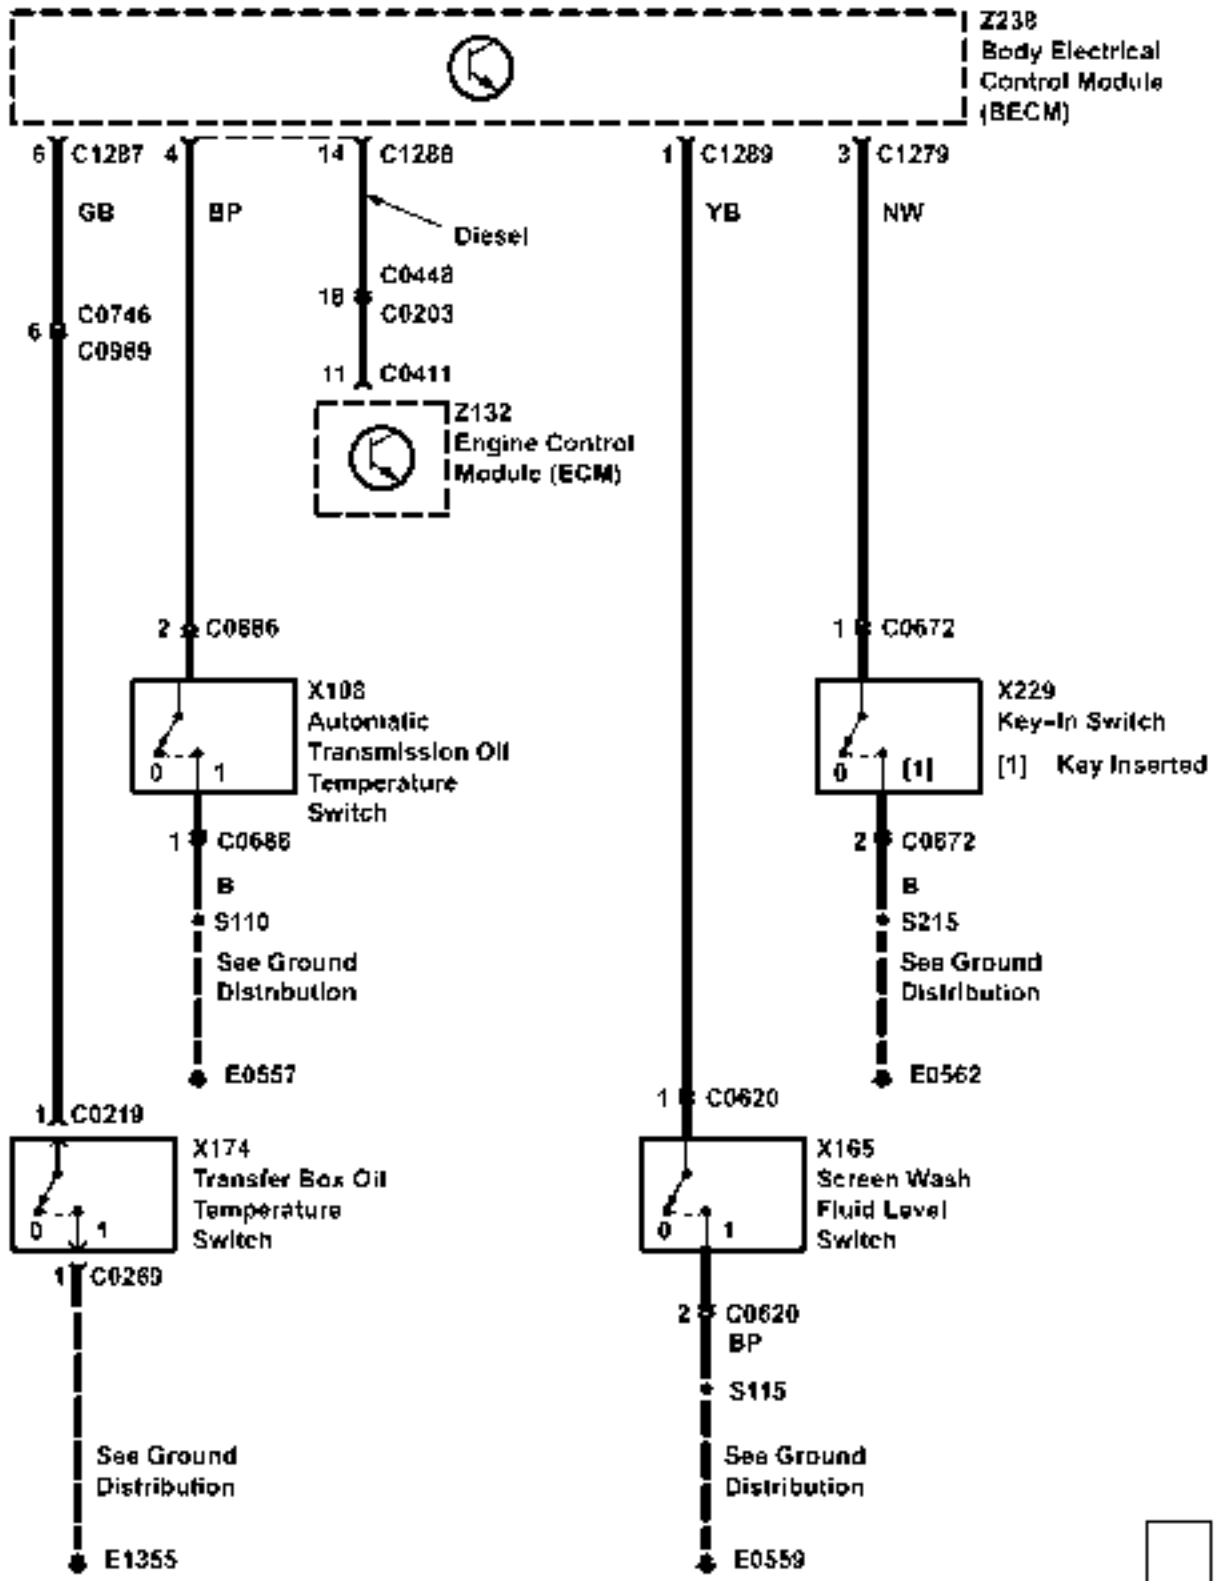 Z238
Body Electrical
Control Module
(BECM)
6 C1287 4 14 C1288 1 C1289 3 C1279
GB BP YB NW
Diesel
18 C0448
C0203
6 C0746
C0989
11 C0411
Z132
Engine Control
Module (ECM)
2 C0686
1 C0672
X108
Automatic
Transmission Oil
Temperature
Switch
0 1
X229
Key-In Switch
[1] Key Inserted
0 [1]
1 C0686
2 C0672
B
B
S110
S215
See Ground
Distribution
See Ground
Distribution
E0557
E0562
1 C0219
1 C0620
X174
Transfer Box Oil
Temperature
Switch
0 1
X165
Screen Wash
Fluid Level
Switch
0 1
1 C0269
2 C0620
BP
S115
See Ground
Distribution
See Ground
Distribution
E1355
E0559